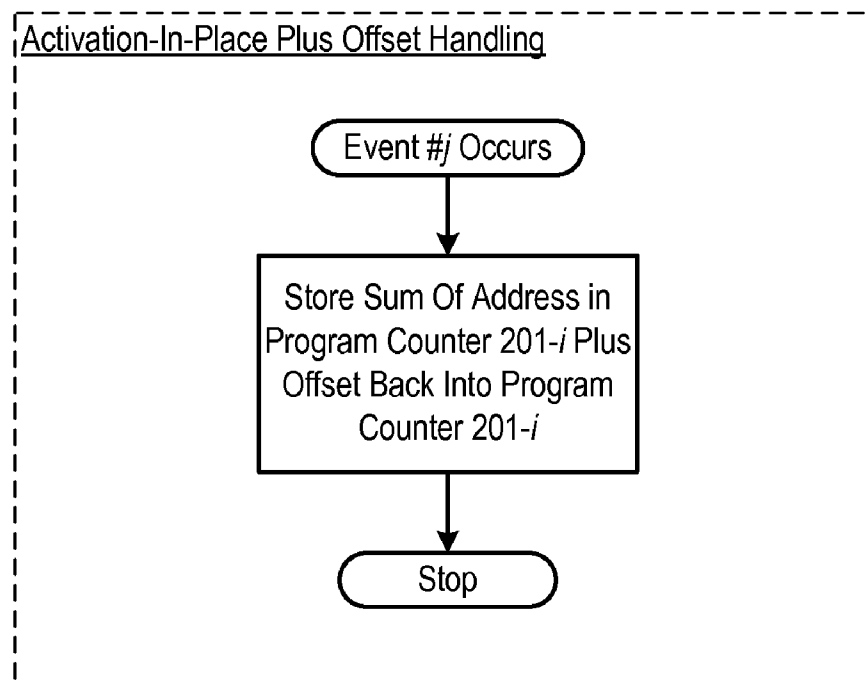 Activation-In-Place Plus Offset Handling
Event #j Occurs
Store Sum Of Address in
Program Counter 201-i Plus
Offset Back Into Program
Counter 201-i
Stop